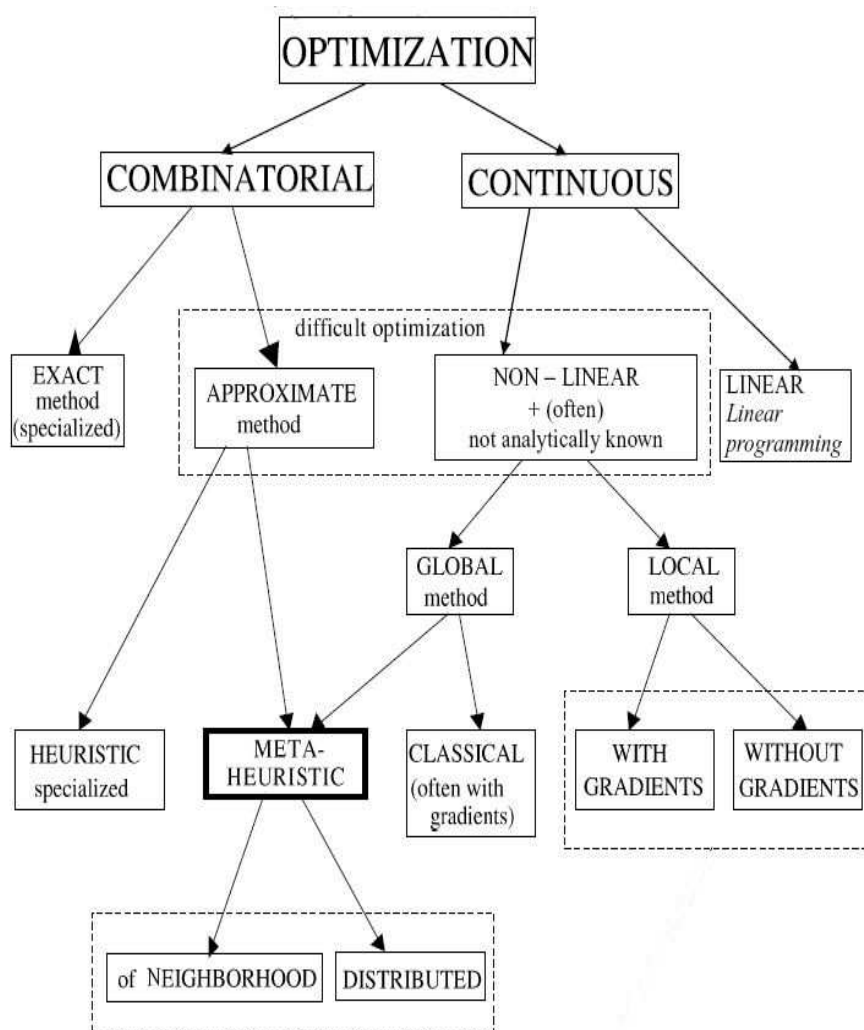 OPTIMIZATION
COMBINATORIAL
CONTINUOUS
difficult optimization
EXACT
method
(specialized)
APPROXIMATE
method
NON – LINEAR
+ (often)
not analytically known
LINEAR
Linear
programming
GLOBAL
method
LOCAL
method
HEURISTIC
specialized
META-
HEURISTIC
CLASSICAL
(often with
gradients)
WITH
GRADIENTS
WITHOUT
GRADIENTS
of NEIGHBORHOOD
DISTRIBUTED